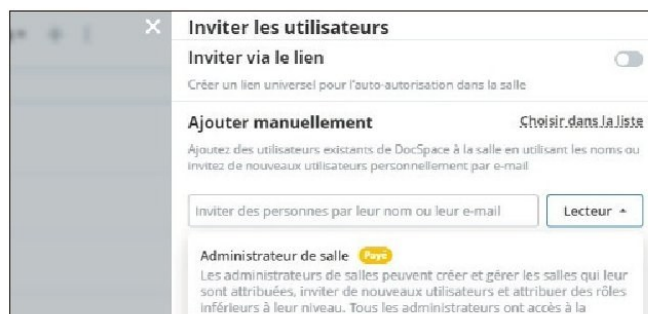 Inviter les utilisateurs
Inviter via le lien
Créer un lien universel pour l'auto-autorisation dans la salle
Ajouter manuellement
Choisir dans la liste
Ajoutez des utilisateurs existants de DocSpace à la salle en utilisant les noms ou
invitez de nouveaux utilisateurs personnellement par e-mail
Inviter des personnes par leur nom ou leur e-mail
Lecteur
Administrateur de salle Payé
Les administrateurs de salles peuvent créer et gérer les salles qui leur
sont attribuées, inviter de nouveaux utilisateurs et attribuer des rôles
inférieurs à leur niveau. Tous les administrateurs ont accès à la